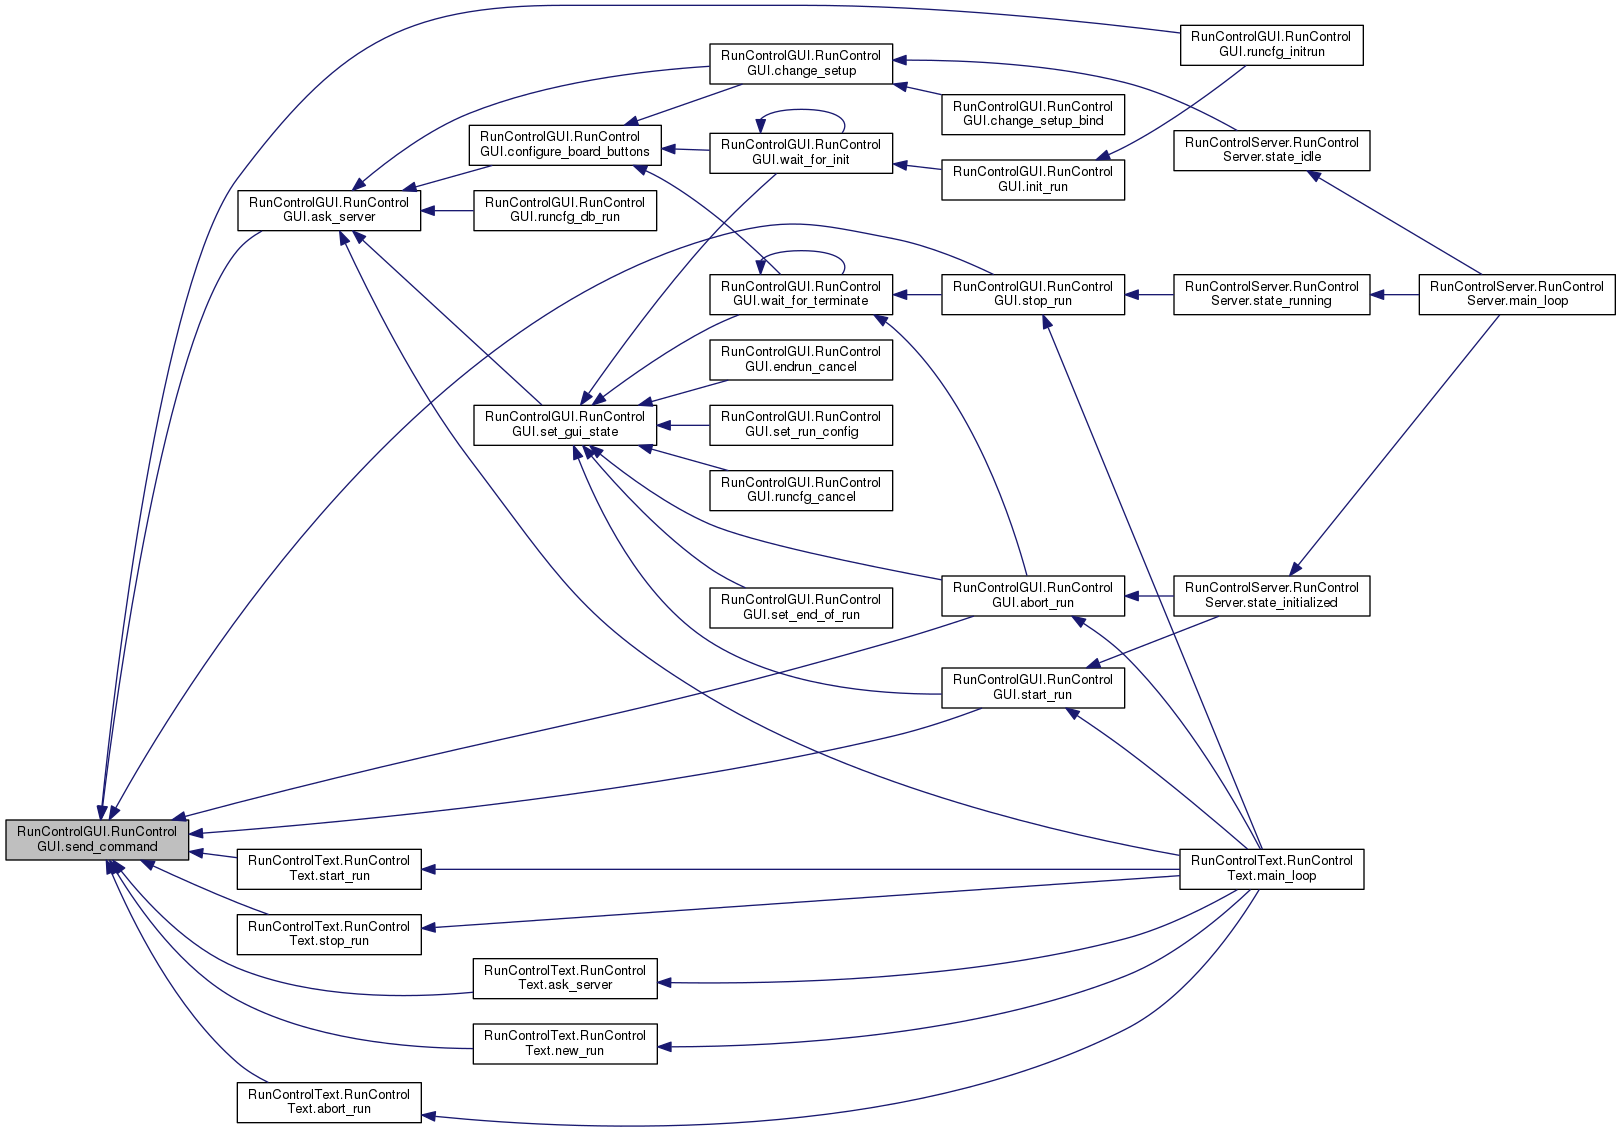 RunControlGUI.RunControl
GUI.runcfg_initrun
RunControlGUI.RunControl
GUI.change_setup
RunControlGUI.RunControl
GUI.change_setup_bind
RunControlGUI.RunControl
GUI.configure_board_buttons
RunControlGUI.RunControl
GUI.wait_for_init
RunControlServer.RunControl
Server.state_idle
RunControlGUI.RunControl
GUI.init_run
RunControlGUI.RunControl
GUI.ask_server
RunControlGUI.RunControl
GUI.runcfg_db_run
RunControlGUI.RunControl
GUI.wait_for_terminate
RunControlGUI.RunControl
GUI.stop_run
RunControlServer.RunControl
Server.state_running
RunControlServer.RunControl
Server.main_loop
RunControlGUI.RunControl
GUI.endrun_cancel
RunControlGUI.RunControl
GUI.set_gui_state
RunControlGUI.RunControl
GUI.set_run_config
RunControlGUI.RunControl
GUI.runcfg_cancel
RunControlGUI.RunControl
GUI.abort_run
RunControlServer.RunControl
Server.state_initialized
RunControlGUI.RunControl
GUI.set_end_of_run
RunControlGUI.RunControl
GUI.start_run
RunControlGUI.RunControl
GUI.send_command
RunControlText.RunControl
Text.start_run
RunControlText.RunControl
Text.main_loop
RunControlText.RunControl
Text.stop_run
RunControlText.RunControl
Text.ask_server
RunControlText.RunControl
Text.new_run
RunControlText.RunControl
Text.abort_run